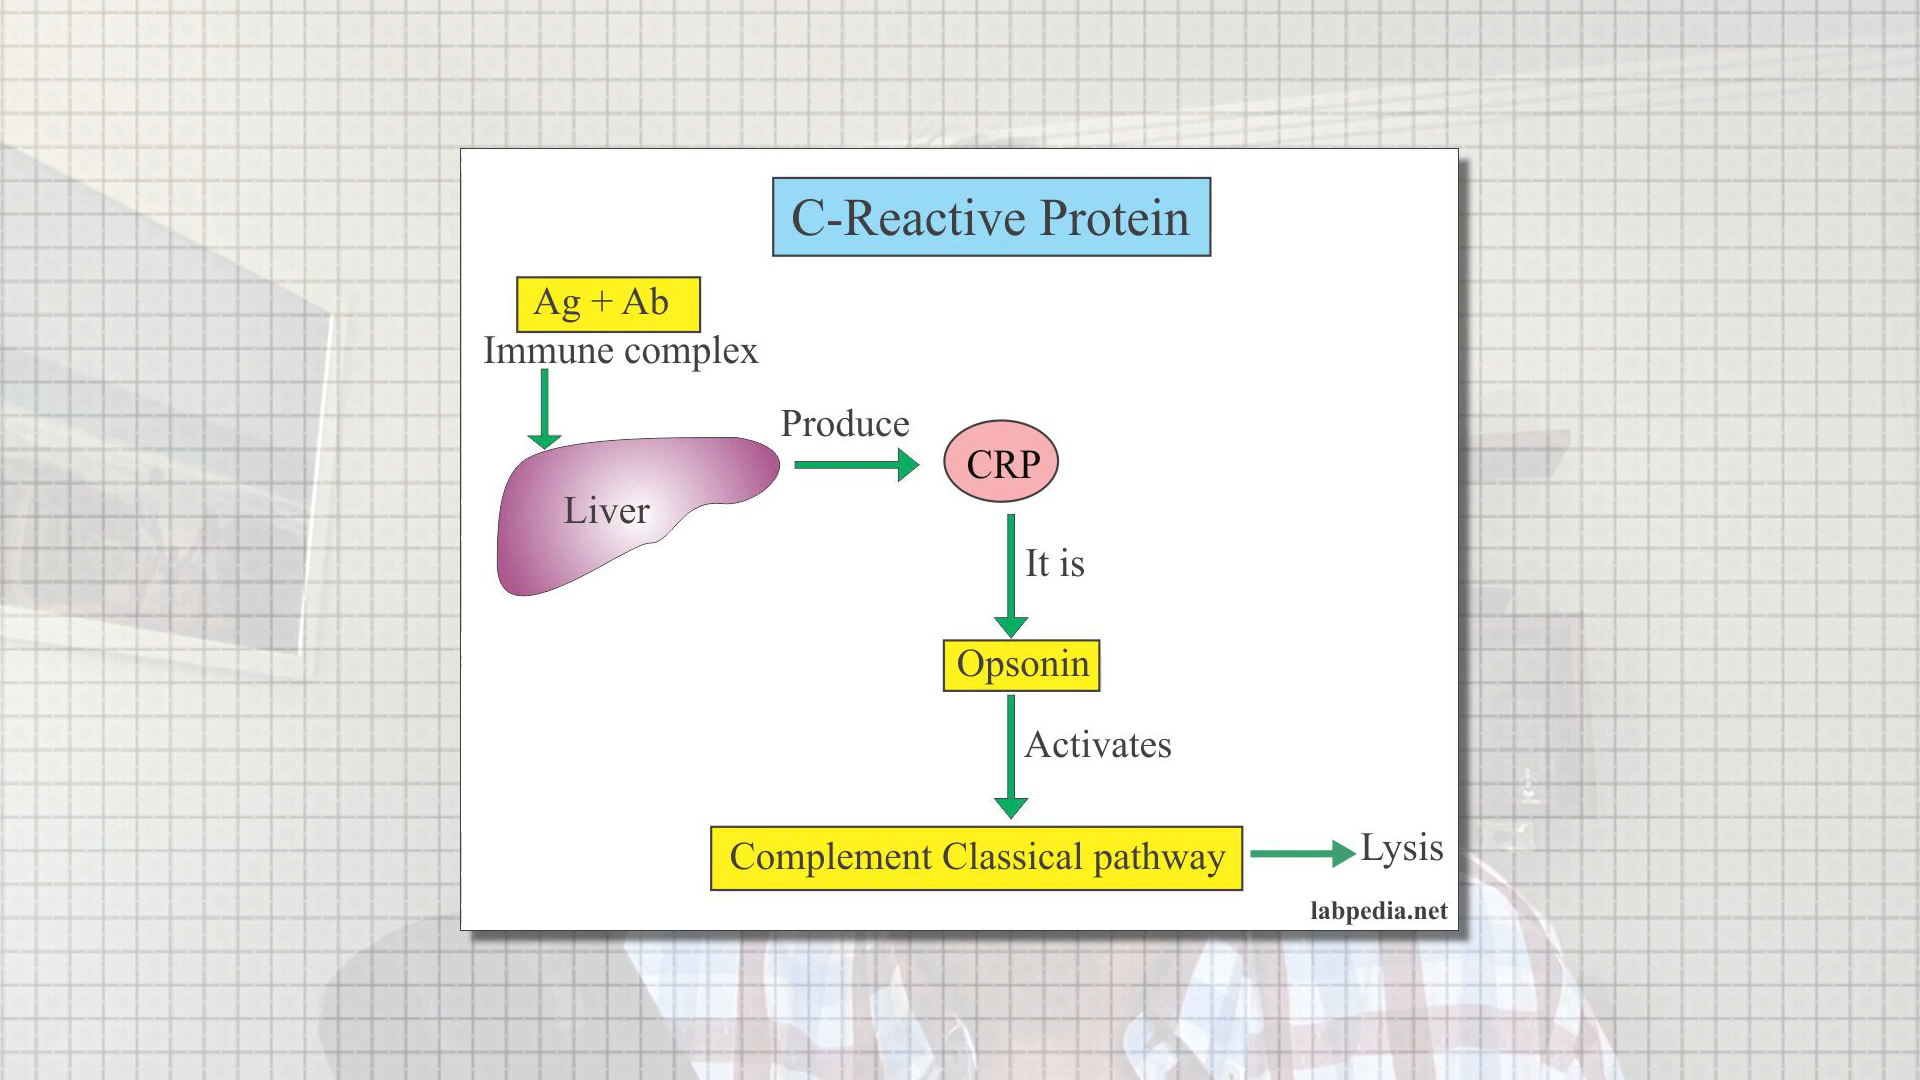 C-Reactive Protein
Ag + Ab
Immune complex
Produce
CRP
Liver
It is
Opsonin
Activates
Complement Classical pathway
Lysis
labpedia.net